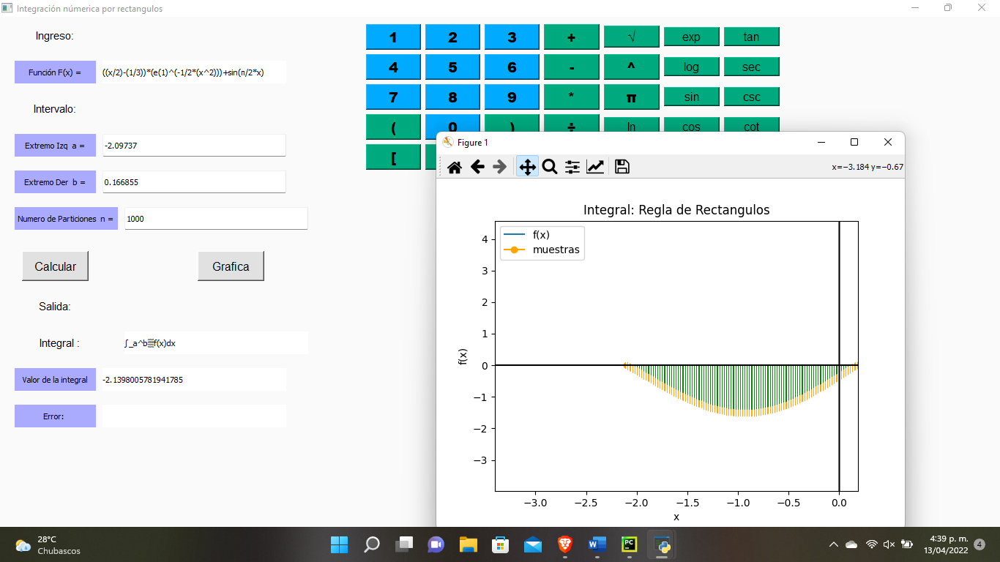 Integración númerica por rectangulos
Ingreso:
Función F(x) =
((x/2)-(1/3))*(e(1)^(-1/2*(x^2)))+sin(π/2*x)
Intervalo:
Extremo Izq a =
-2.09737
Extremo Der b =
0.166855
Numero de Particiones n =
1000
Calcular
Grafica
Salida:
Integral :
∫_a^b▒f(x)dx
Valor de la integral
-2.1398005781941785
Error:
1 2 3 + √ exp tan
4 5 6 - ^ log sec
7 8 9 * π sin csc
( 0 ) ÷ ln cos cot
[
Figure 1
x=−3.184 y=−0.67
Integral: Regla de Rectangulos
f(x)
muestras
4
3
2
1
0
−1
−2
−3
f(x)
−3.0 −2.5 −2.0 −1.5 −1.0 −0.5 0.0
x
28°C
Chubascos
W
PC
4:39 p. m.
13/04/2022
4